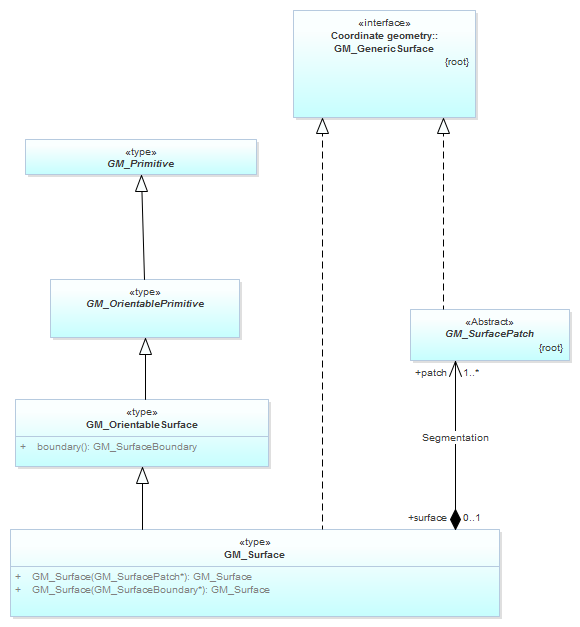 «interface»
Coordinate geometry::
GM_GenericSurface
{root}
«type»
GM_Primitive
«type»
GM_OrientablePrimitive
«Abstract»
GM_SurfacePatch
{root}
+patch 1..*
«type»
GM_OrientableSurface
+ boundary(): GM_SurfaceBoundary
Segmentation
+surface 0..1
«type»
GM_Surface
+ GM_Surface(GM_SurfacePatch*): GM_Surface
+ GM_Surface(GM_SurfaceBoundary*): GM_Surface